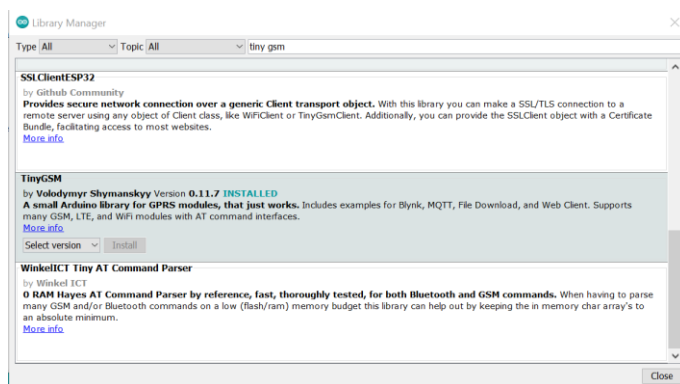 Library Manager
Type All Topic All tiny gsm
SSLClientESP32
by Github Community
Provides secure network connection over a generic Client transport object. With this library you can make a SSL/TLS connection to a
remote server using any object of Client class, like WiFiClient or TinyGsmClient. Additionally, you can provide the SSLClient object with a Certificate
Bundle, faciltating access to most websites.
More info
TinyGSM
by Volodymyr Shymanskyy Version 0.11.7 INSTALLED
A small Arduino library for GPRS modules, that just works. Includes examples for Blynk, MQTT, File Download, and Web Client. Supports
many GSM, LTE, and WiFi modules with AT command interfaces.
More info
Select version Install
WinkelICT Tiny AT Command Parser
by Winkel ICT
0 RAM Hayes AT Command Parser by reference, fast, thoroughly tested, for both Bluetooth and GSM commands. When having to parse
many GSM and/or Bluetooth commands on a low (flash/ram) memory budget this library can help out by keeping the in memory char array's to
an absolute minimum.
More info
Close